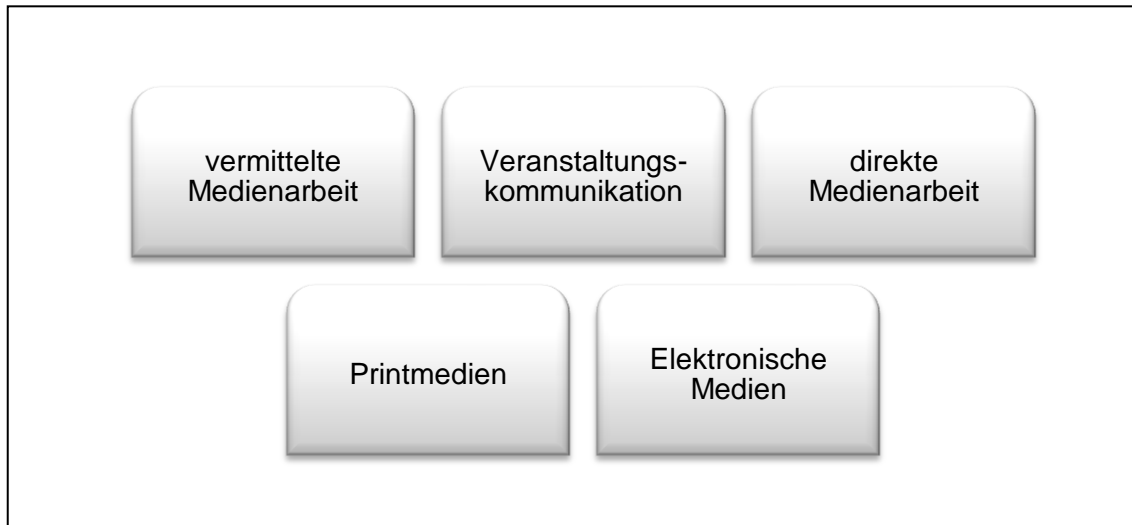 vermittelte
Medienarbeit
Veranstaltungs-
kommunikation
direkte
Medienarbeit
Printmedien
Elektronische
Medien